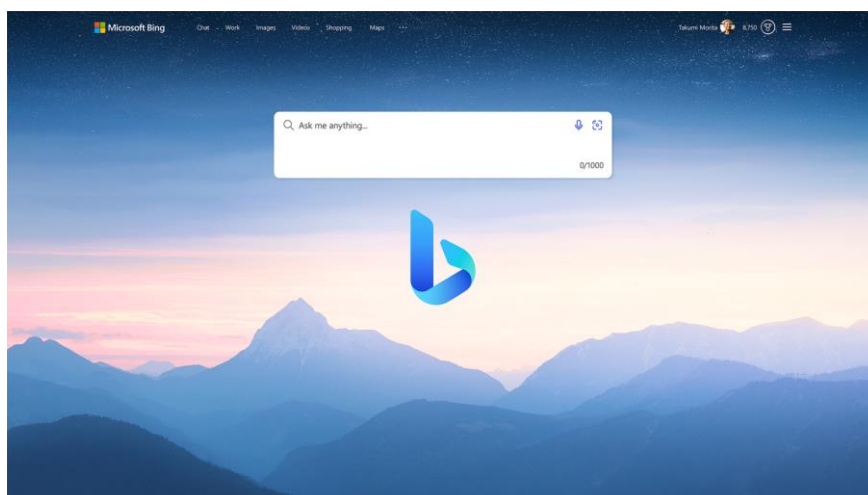 Microsoft Bing Chat Work Images Videos Shopping Maps ... Takumi Morita 8,750
Ask me anything...
0/1000